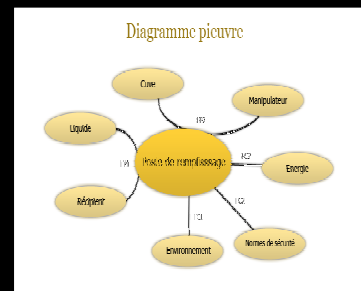 Diagramme pieuvre
Cuve
Manipulateur
Liquide
Poste de remplissage
Energie
Récipient
Environnement
Normes de sécurité